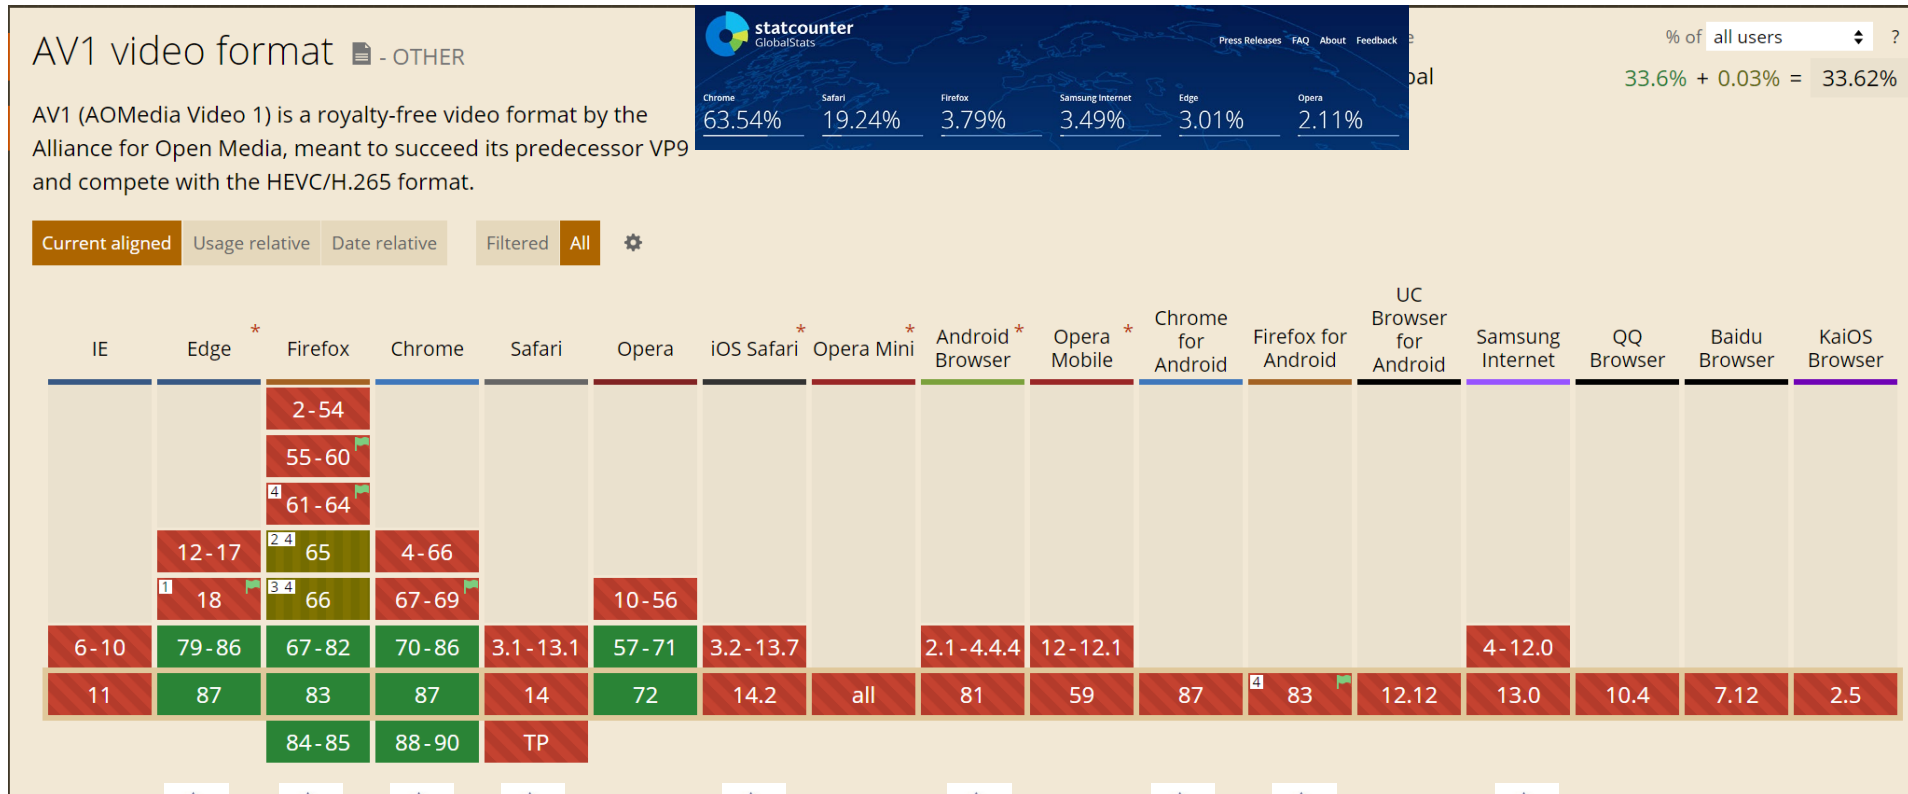 AV1 video format - OTHER
AV1 (AOMedia Video 1) is a royalty-free video format by the
Alliance for Open Media, meant to succeed its predecessor VP9
and compete with the HEVC/H.265 format.
statcounter
GlobalStats
Press Releases FAQ About Feedback
Chrome Safari Firefox Samsung Internet Edge Opera
63.54% 19.24% 3.79% 3.49% 3.01% 2.11%
% of all users ?
33.6% + 0.03% = 33.62%
Current aligned Usage relative Date relative Filtered All
IE Edge * Firefox Chrome Safari Opera iOS Safari * Opera Mini * Android Browser * Opera Mobile * Chrome for Android Firefox for Android UC Browser for Android Samsung Internet QQ Browser Baidu Browser KaiOS Browser
2-54
55-60
4 61-64
12-17 2 4 65 4-66
1 18 3 4 66 67-69 10-56
6-10 79-86 67-82 70-86 3.1-13.1 57-71 3.2-13.7 2.1-4.4.4 12-12.1 4-12.0
11 87 83 87 14 72 14.2 all 81 59 87 4 83 12.12 13.0 10.4 7.12 2.5
84-85 88-90 TP